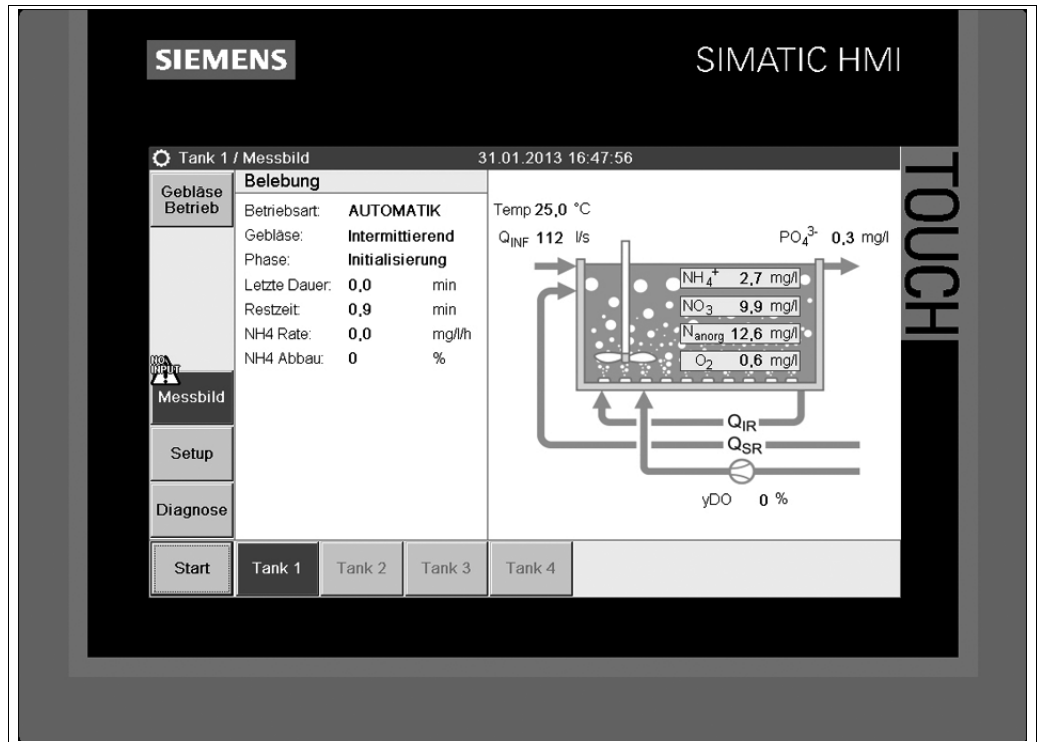 SIEMENS
SIMATIC HMI
TOUCH
Tank 1 / Messbild 31.01.2013 16:47:56
Gebläse
Betrieb
NO
INPUT
Messbild
Setup
Diagnose
Start
Belebung
Betriebsart: AUTOMATIK
Gebläse: Intermittierend
Phase: Initialisierung
Letzte Dauer: 0,0 min
Restzeit: 0,9 min
NH4 Rate: 0,0 mg/l/h
NH4 Abbau: 0 %
Temp 25,0 °C
QINF 112 l/s
PO₄³⁻ 0,3 mg/l
NH₄⁺ 2,7 mg/l
NO₃ 9,9 mg/l
Nanorg 12,6 mg/l
O₂ 0,6 mg/l
QIR
QSR
yDO 0 %
Tank 1 Tank 2 Tank 3 Tank 4